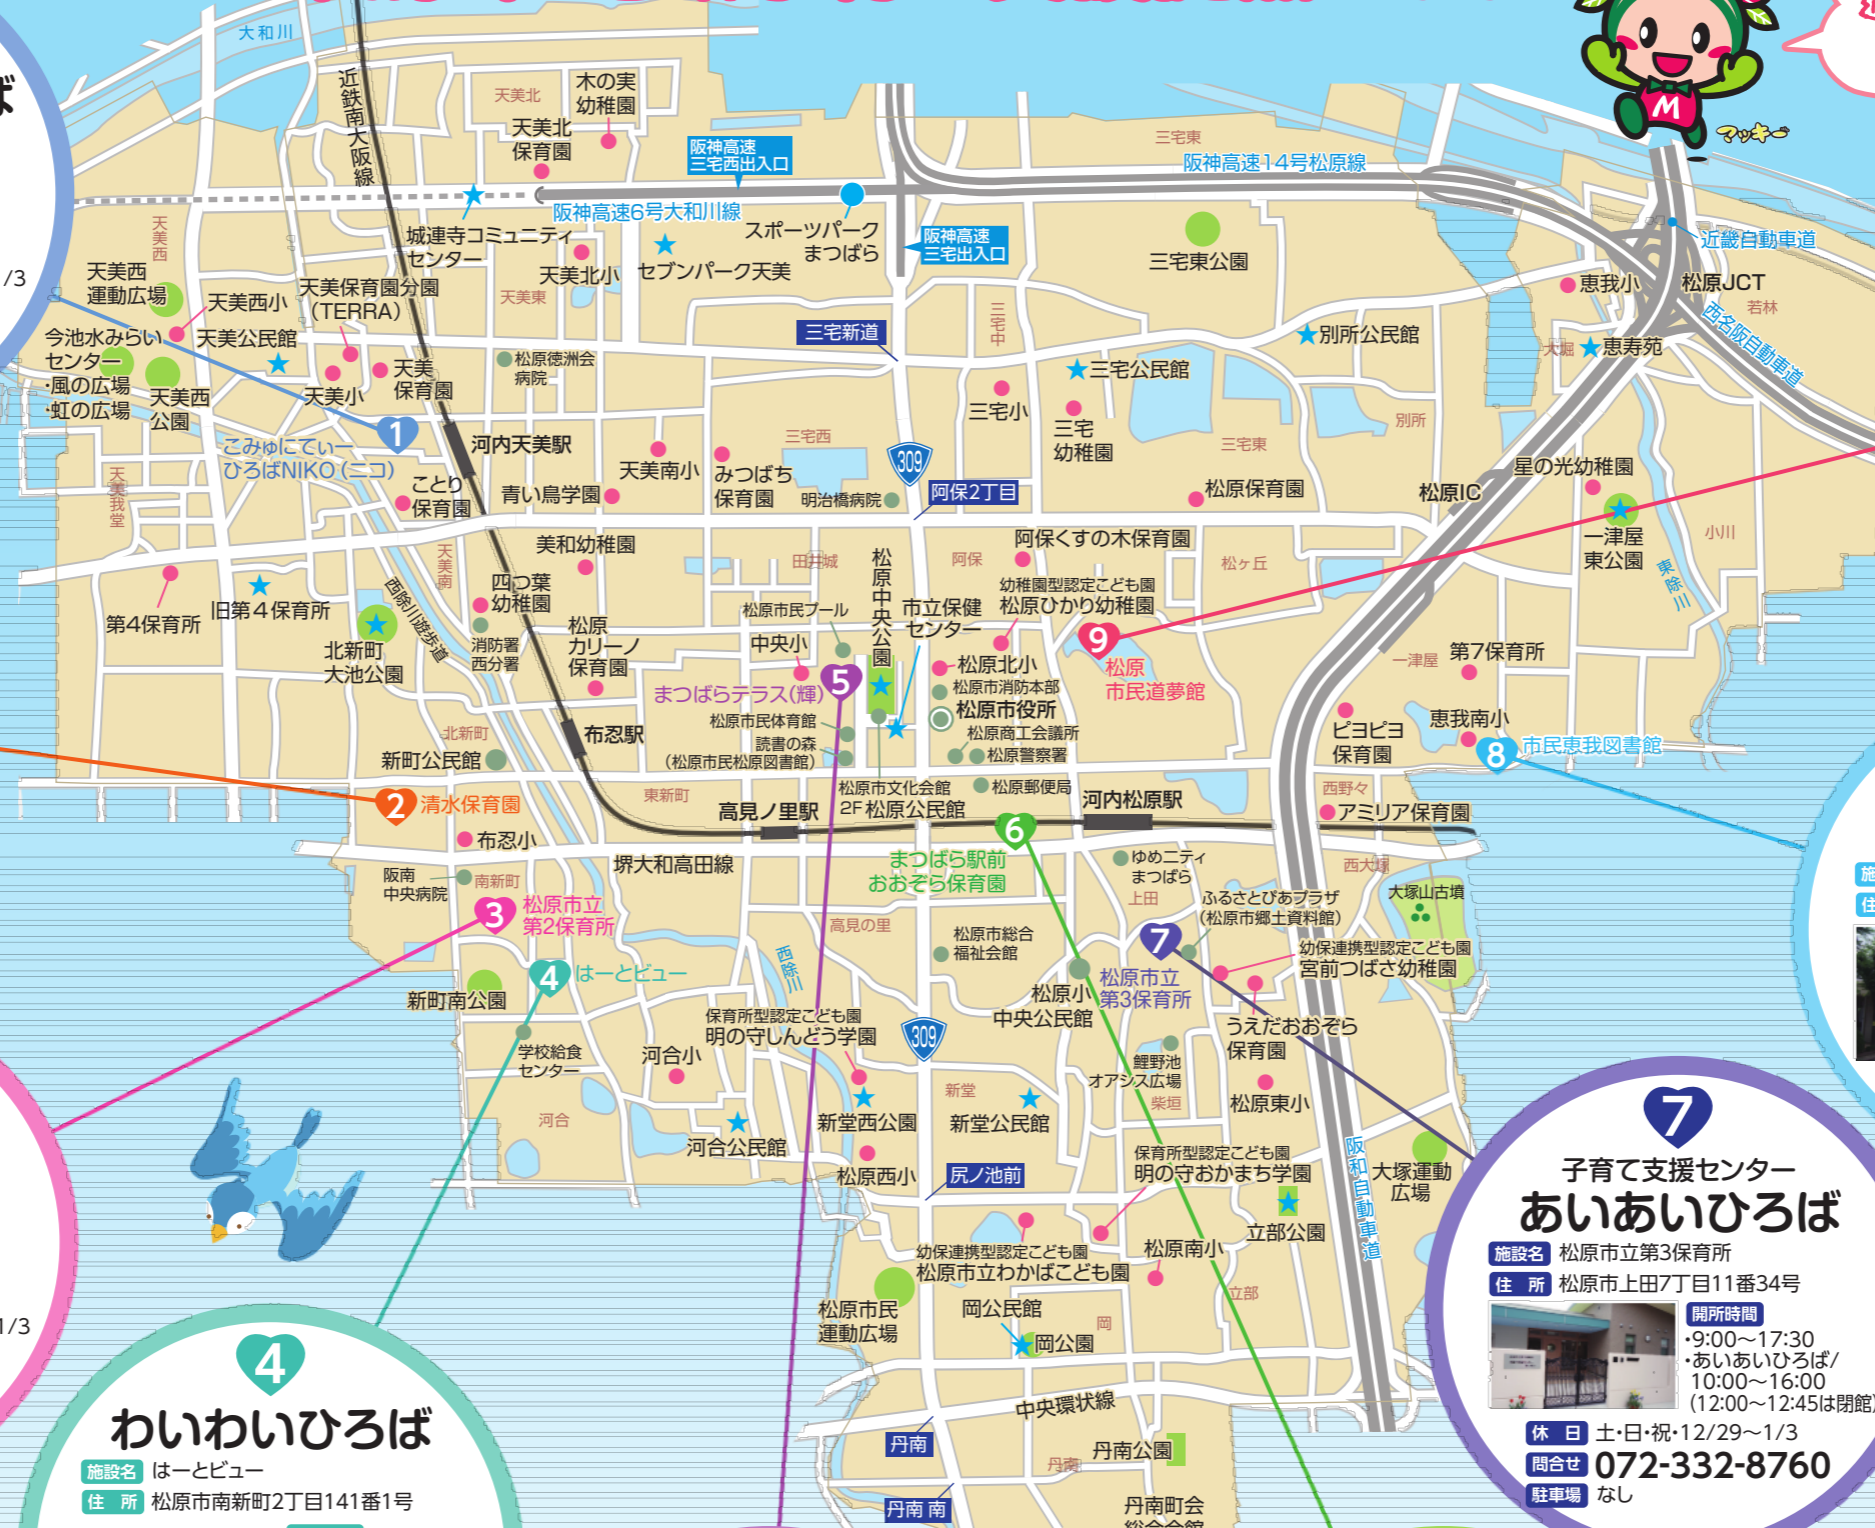 大和川
近鉄南大阪線
天美北
木の実
幼稚園
天美北
保育園
阪神高速
三宅西出入口
三宅東
阪神高速14号松原線
マッキー
M
阪神高速6号大和川線
天美西
城連寺コミュニティ
センター
天美北小
セブンパーク天美
スポーツパーク
まつばら
阪神高速
三宅出入口
三宅東公園
近畿自動車道
恵我小
松原JCT
若林
西名阪自動車道
/3
天美西
運動広場
天美西小
天美保育園分園
(TERRA)
天美東
三宅新道
三宅中
別所公民館
大堀
恵寿苑
今池水みらい
センター
・風の広場
・虹の広場
天美公民館
天美西
公園
天美小
天美
保育園
松原徳洲会
病院
三宅公民館
三宅小
三宅
幼稚園
別所
1
こみゅにてぃー
ひろばNIKO(ニコ)
河内天美駅
三宅西
天美南小
みつばち
保育園
309
三宅東
星の光幼稚園
天美我堂
ことり
保育園
青い鳥学園
明治橋病院
阿保2丁目
松原保育園
松原IC
一津屋
東公園
小川
東除川
天美南
美和幼稚園
田井城
松原中央公園
阿保
阿保くすの木保育園
松ヶ丘
第4保育所
旧第4保育所
西除川遊歩道
四つ葉
幼稚園
消防署
西分署
松原
カリーノ
保育園
松原市民プール
中央小
市立保健
センター
幼稚園型認定こども園
松原ひかり幼稚園
北新町
大池公園
まつばらテラス(輝)
5
松原北小
松原市消防本部
松原市役所
9
松原
市民道夢館
一津屋
第7保育所
北新町
新町公民館
布忍駅
松原市民体育館
読書の森
(松原市民松原図書館)
松原商工会議所
松原警察署
ピヨピヨ
保育園
恵我南小
8
市民恵我図書館
2
清水保育園
東新町
高見ノ里駅
松原市文化会館
2F松原公民館
松原郵便局
河内松原駅
西野々
アミリア保育園
布忍小
堺大和高田線
6
まつばら駅前
おおぞら保育園
ゆめニティ
まつばら
上田
西大塚
大塚山古墳
阪南
中央病院
南新町
3
松原市立
第2保育所
高見の里
松原市総合
福祉会館
7
ふるさとぴあプラザ
(松原市郷土資料館)
松原市立
第3保育所
幼保連携型認定こども園
宮前つばさ幼稚園
4
はーとビュー
西除川
新町南公園
松原小
中央公民館
うえだおおぞら
保育園
学校給食
センター
保育所型認定こども園
明の守しんどう学園
309
河合小
鯉野池
オアシス広場
柴垣
松原東小
河合
河合公民館
新堂西公園
新堂
新堂公民館
松原西小
尻ノ池前
保育所型認定こども園
明の守おかまち学園
立部公園
阪和自動車道
大塚運動
広場
幼保連携型認定こども園
松原市立わかばこども園
松原南小
立部
松原市民
運動広場
岡公民館
岡
岡公園
中央環状線
丹南
丹南
丹南公園
丹南 南
丹南町会
1/3
4
わいわいひろば
施設名 はーとビュー
住 所 松原市南新町2丁目141番1号
7
子育て支援センター
あいあいひろば
施設名 松原市立第3保育所
住 所 松原市上田7丁目11番34号
開所時間
・9:00〜17:30
・あいあいひろば/
10:00〜16:00
(12:00〜12:45は閉館)
休 日 土・日・祝・12/29〜1/3
問合せ 072-332-8760
駐車場 なし